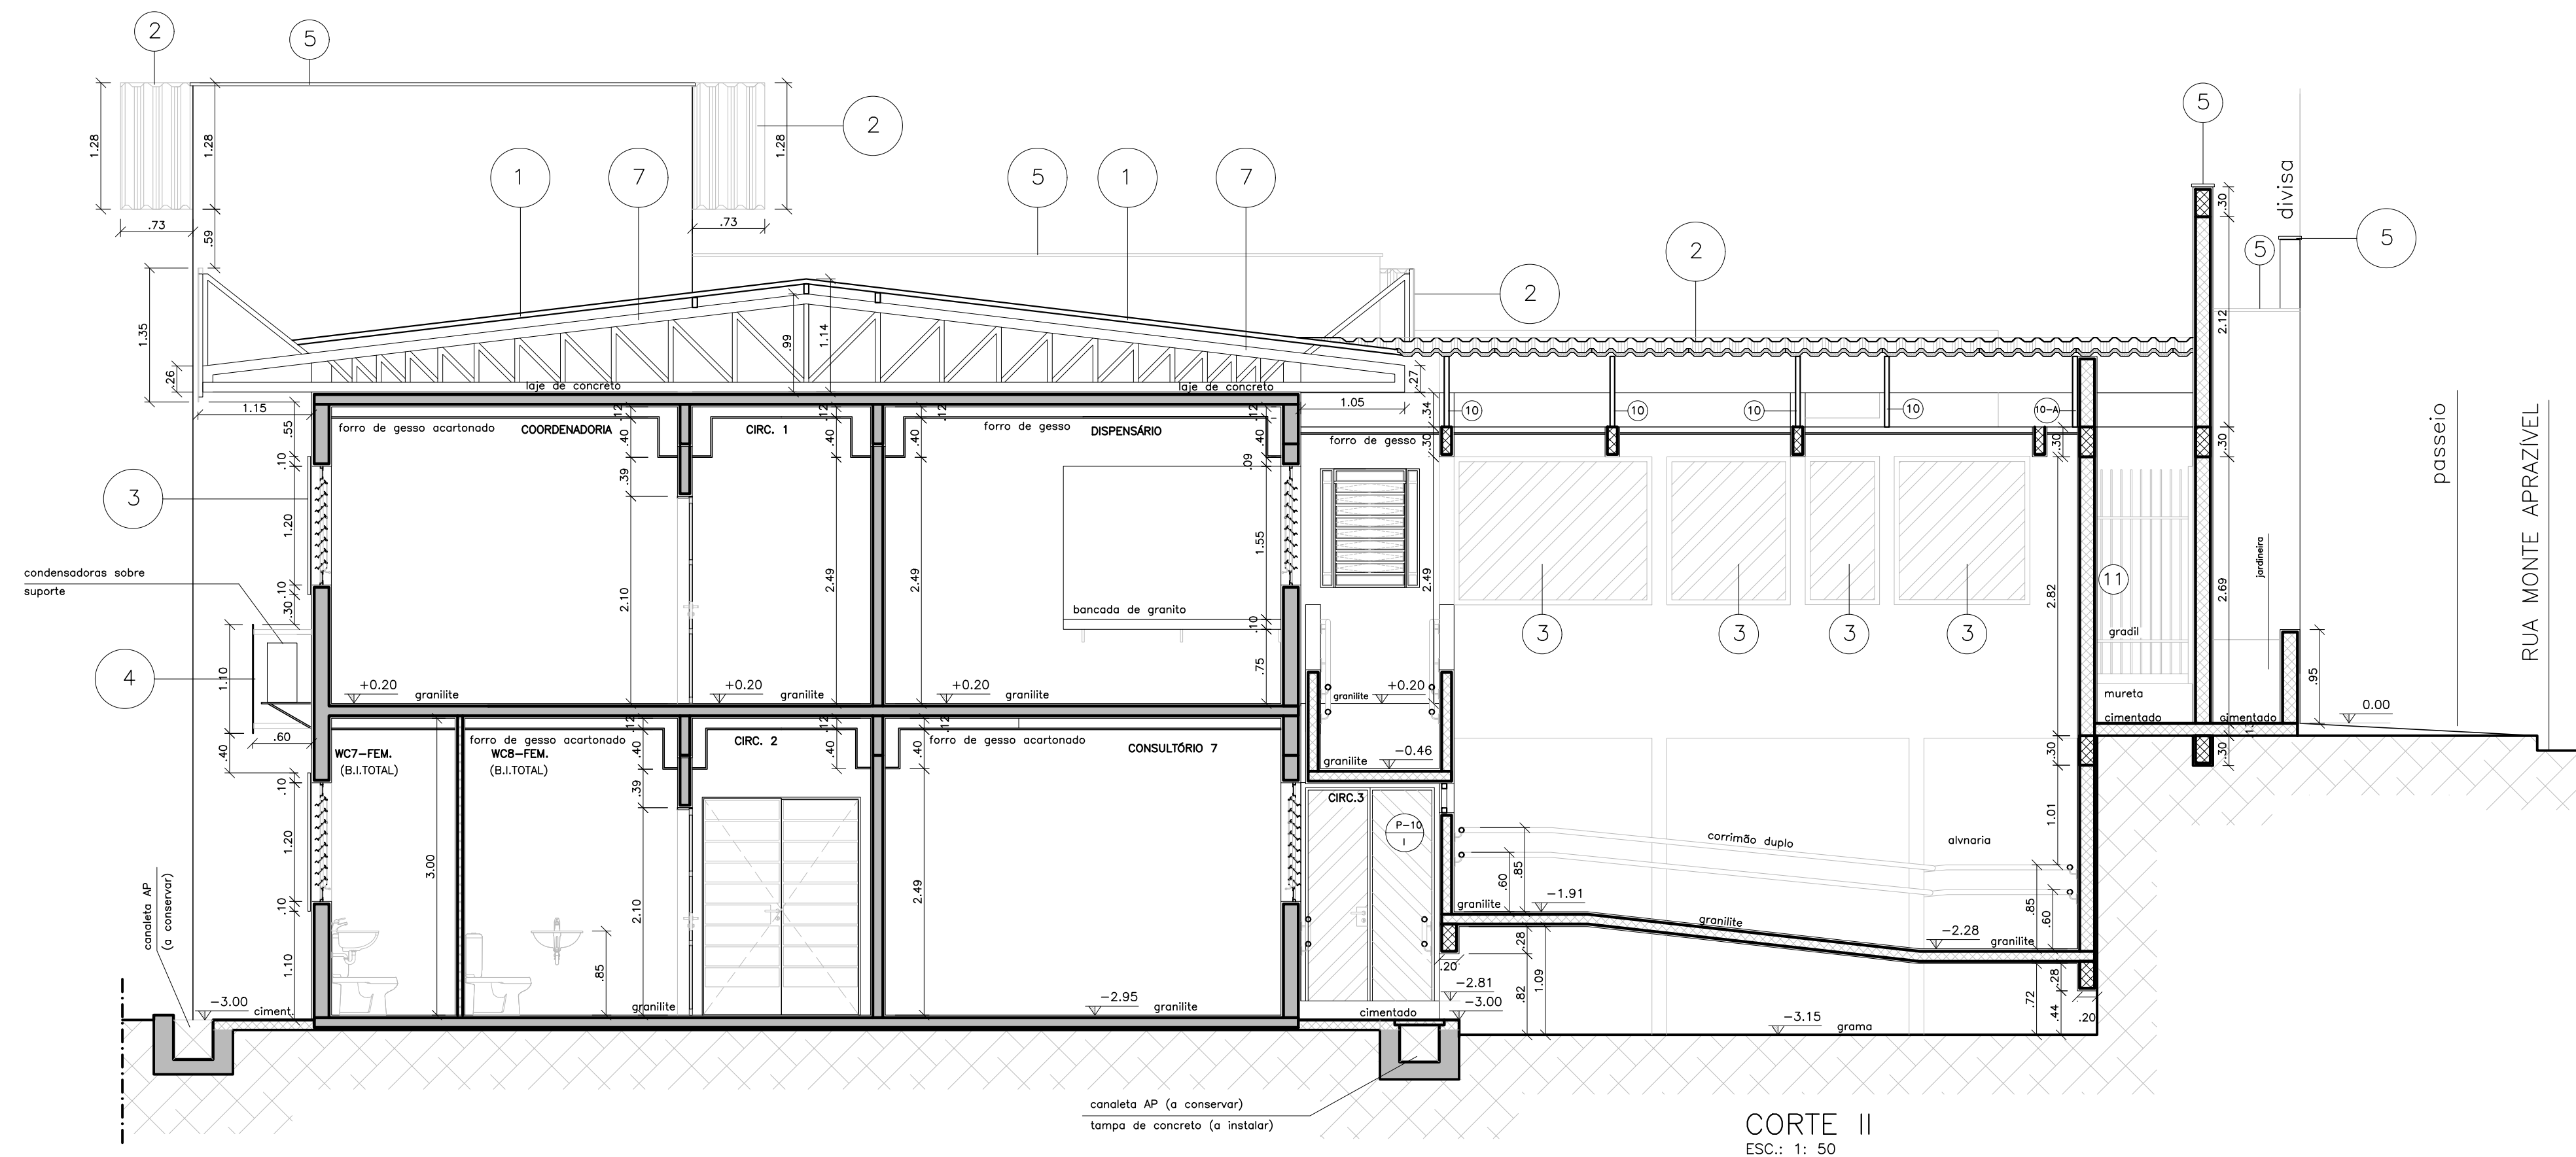 2
5
2
1
7
5
1
7
5
2
2
5
5
divisa
1.28
1.28
1.28
.73
.73
.59
1.35
.26
1.15
.99
1.14
.27
1.05
.34
.30
2.12
.30
laje de concreto
laje de concreto
10
10
10
10
10-A
.55
.10
1.20
.10
.30
3
forro de gesso acartonado
COORDENADORIA
.12
.40
.39
2.10
CIRC. 1
.12
.40
2.49
.12
.40
2.49
forro de gesso
DISPENSÁRIO
.12
.40
.09
1.55
.10
.75
bancada de granito
forro de gesso
.30
2.49
.30
2.82
.30
2.69
3
3
3
3
11
gradil
mureta
cimentado
cimentado
jardineira
.95
0.00
passeio
RUA MONTE APRAZÍVEL
condensadoras sobre
suporte
4
1.10
.60
.40
+0.20
granilite
+0.20
granilite
+0.20
granilite
+0.20
granilite
-0.46
granilite
WC7-FEM.
(B.I.TOTAL)
forro de gesso acartonado
WC8-FEM.
(B.I.TOTAL)
.12
.40
.39
2.10
CIRC. 2
.12
.40
forro de gesso acartonado
.12
.40
2.49
CONSULTÓRIO 7
.10
1.20
.10
1.10
3.00
.85
granilite
-2.95
granilite
CIRC.3
P-10
I
.60
.85
corrimão duplo
alvnaria
.30
1.01
.30
-1.91
granilite
granilite
-2.28
granilite
.85
.60
.28
.20
.82
1.09
-2.81
-3.00
cimentado
-3.15
grama
.72
.28
.44
.20
canaleta AP
(a conservar)
-3.00
ciment.
canaleta AP (a conservar)
tampa de concreto (a instalar)
CORTE II
ESC.: 1: 50